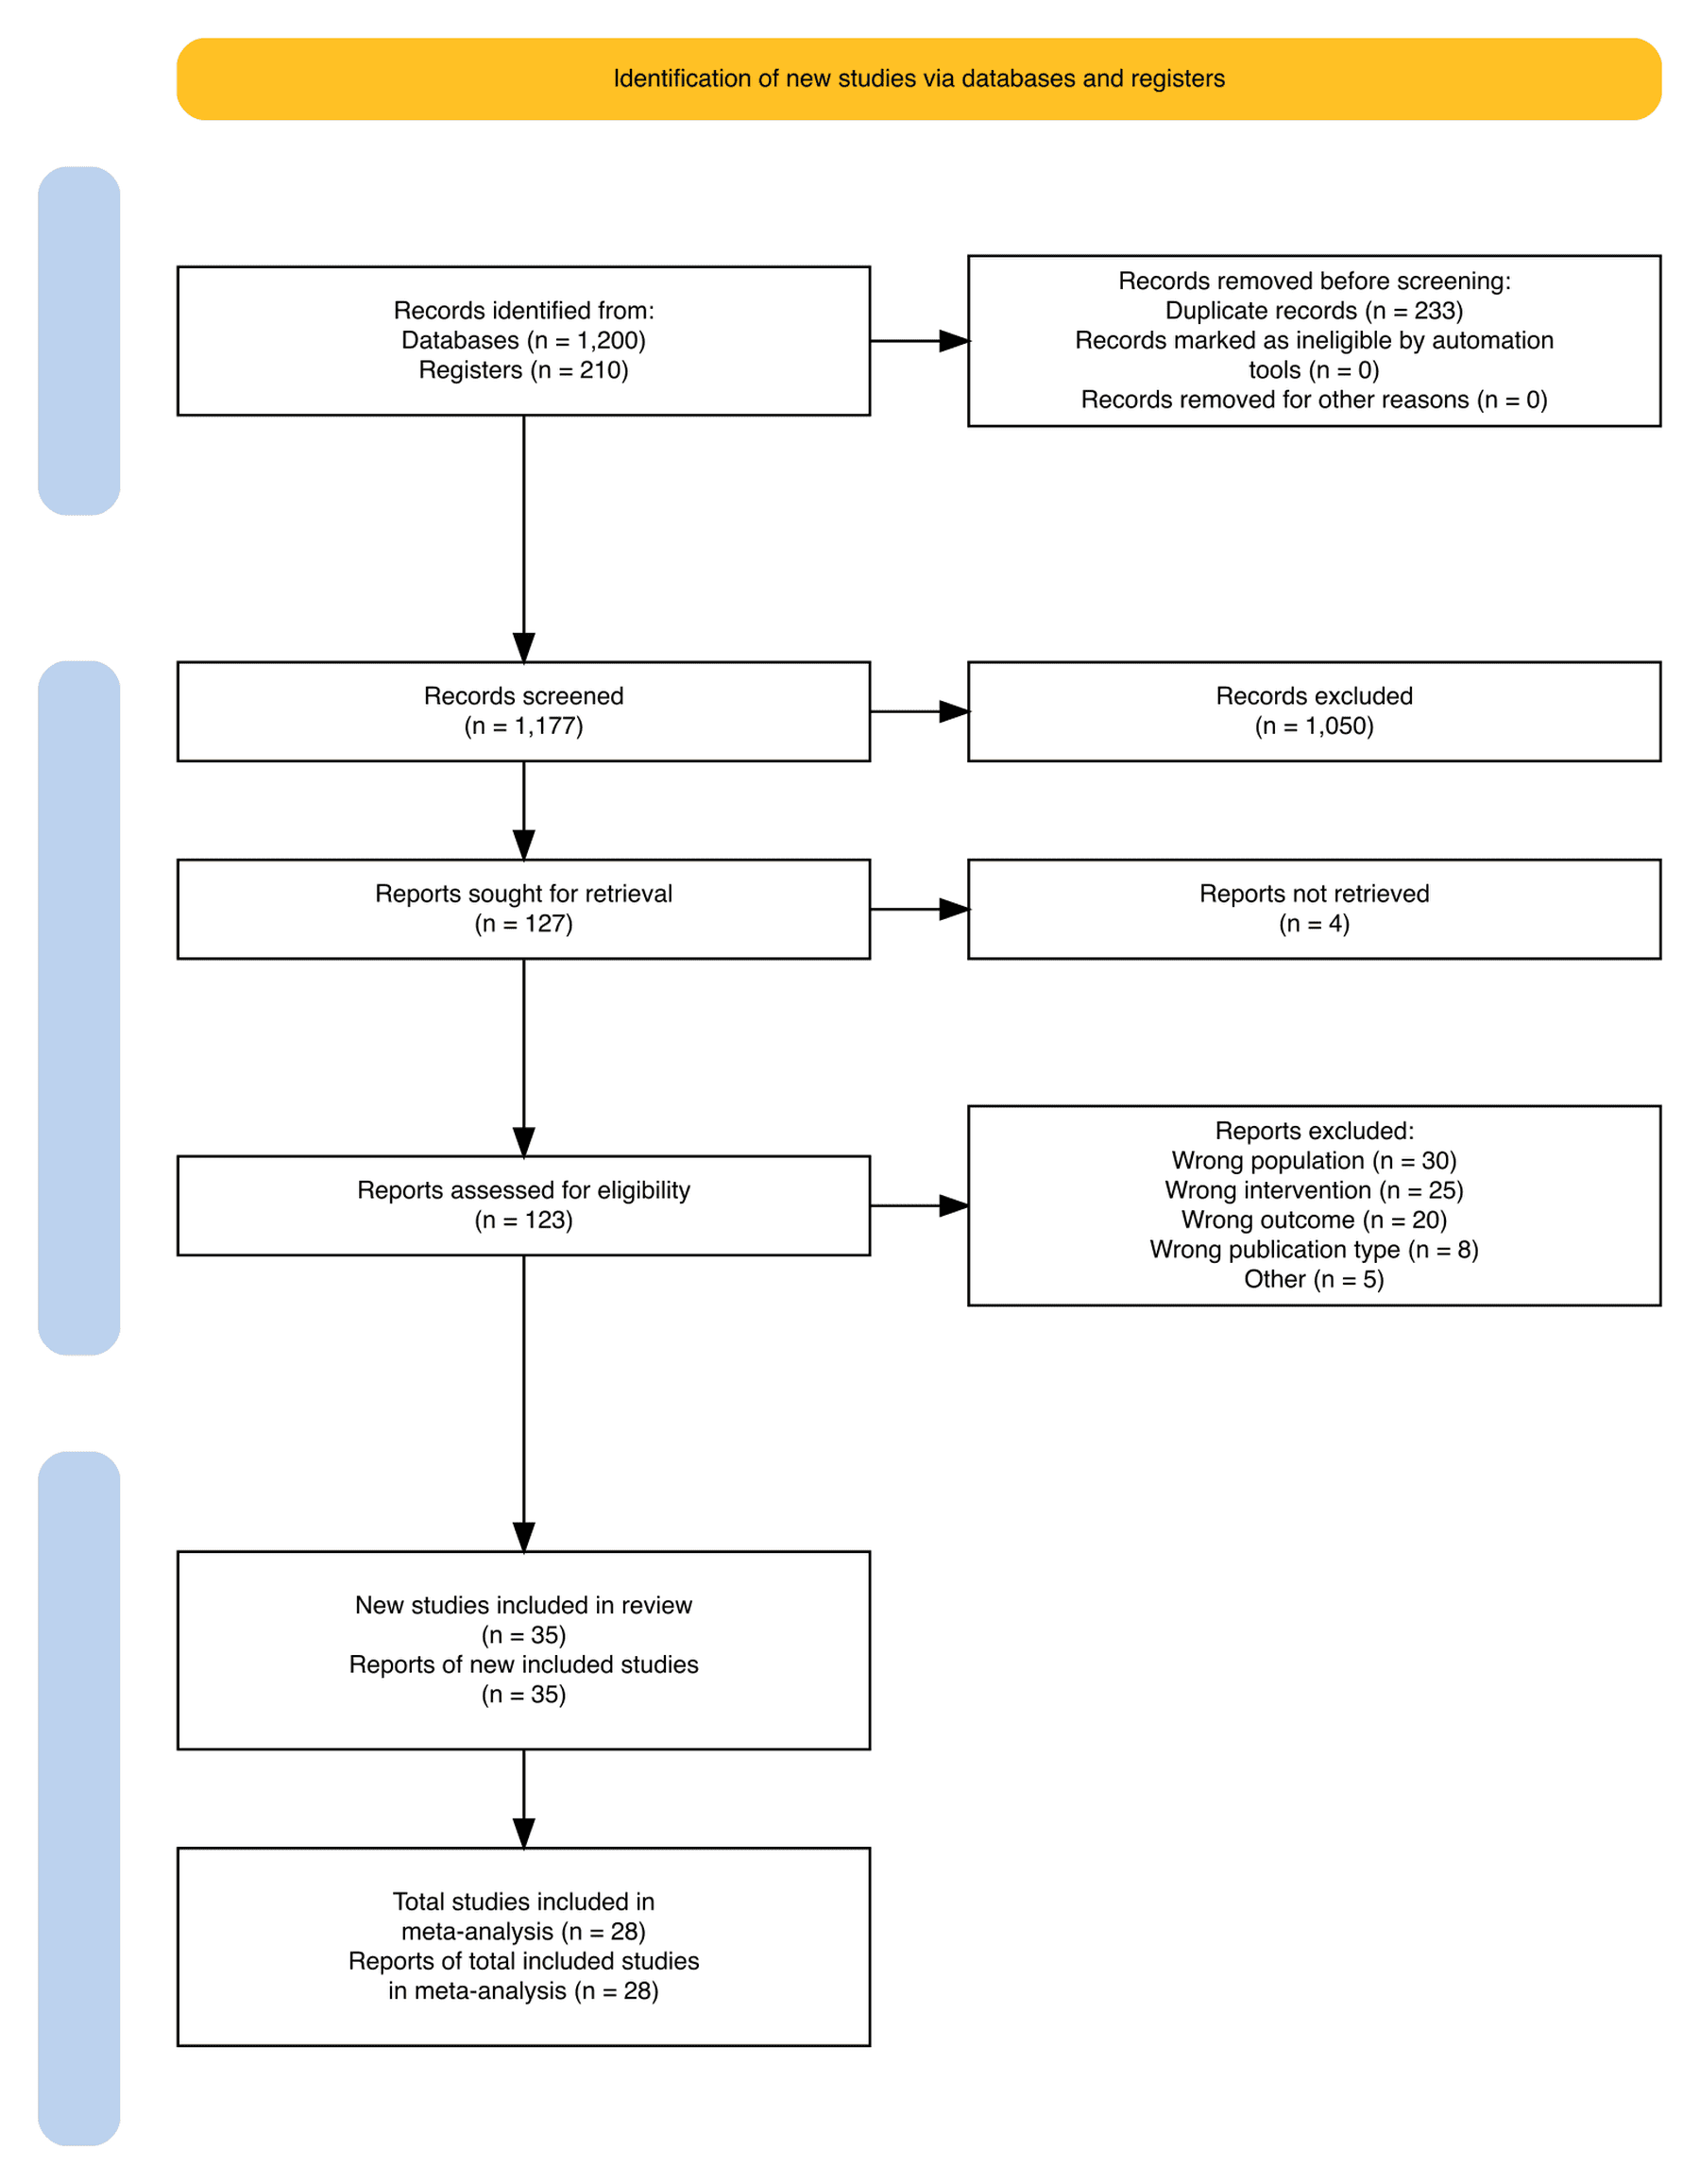 Identification of new studies via databases and registers
Records identified from:
Databases (n = 1,200)
Registers (n = 210)
Records removed before screening:
Duplicate records (n = 233)
Records marked as ineligible by automation
tools (n = 0)
Records removed for other reasons (n = 0)
Records screened
(n = 1,177)
Records excluded
(n = 1,050)
Reports sought for retrieval
(n = 127)
Reports not retrieved
(n = 4)
Reports assessed for eligibility
(n = 123)
Reports excluded:
Wrong population (n = 30)
Wrong intervention (n = 25)
Wrong outcome (n = 20)
Wrong publication type (n = 8)
Other (n = 5)
New studies included in review
(n = 35)
Reports of new included studies
(n = 35)
Total studies included in
meta-analysis (n = 28)
Reports of total included studies
in meta-analysis (n = 28)